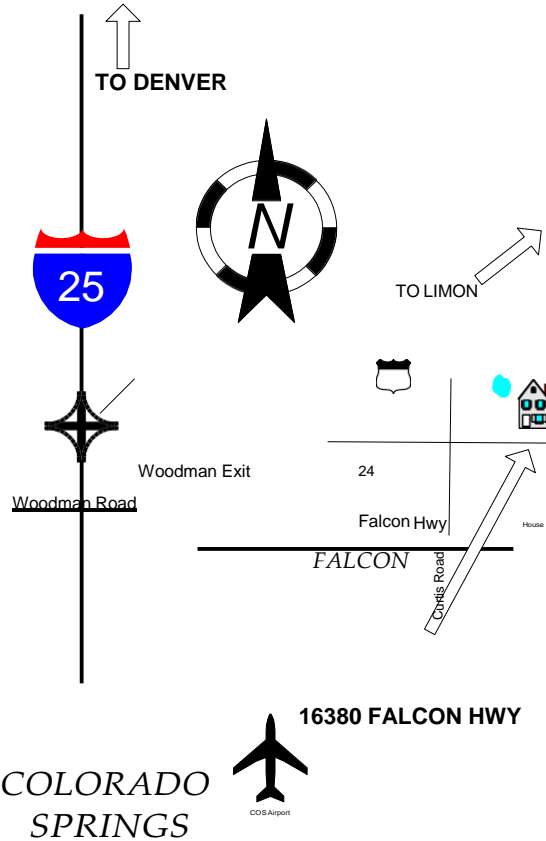 TO DENVER
N
25
TO LIMON
Woodman Exit
24
Woodman Road
Falcon Hwy
House
FALCON
Curtis Road
16380 FALCON HWY
COLORADO
SPRINGS
COS Airport